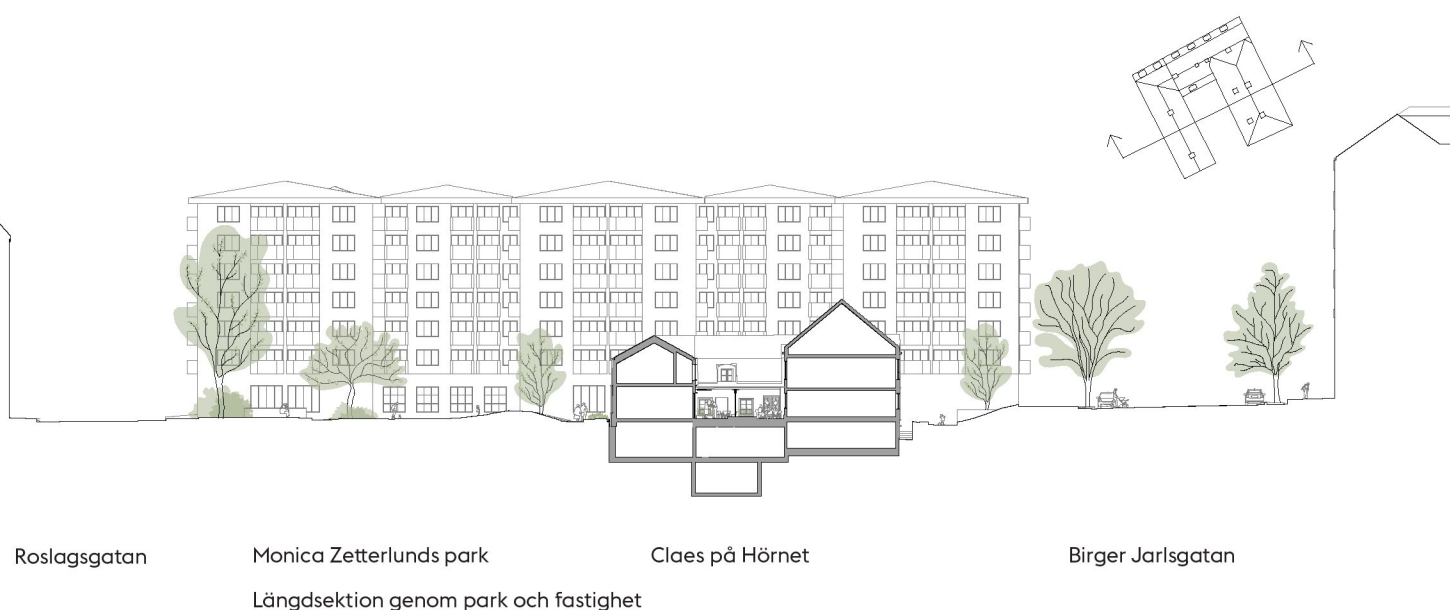 Roslagsgatan
Monica Zetterlunds park
Claes på Hörnet
Birger Jarlsgatan
Längdsektion genom park och fastighet